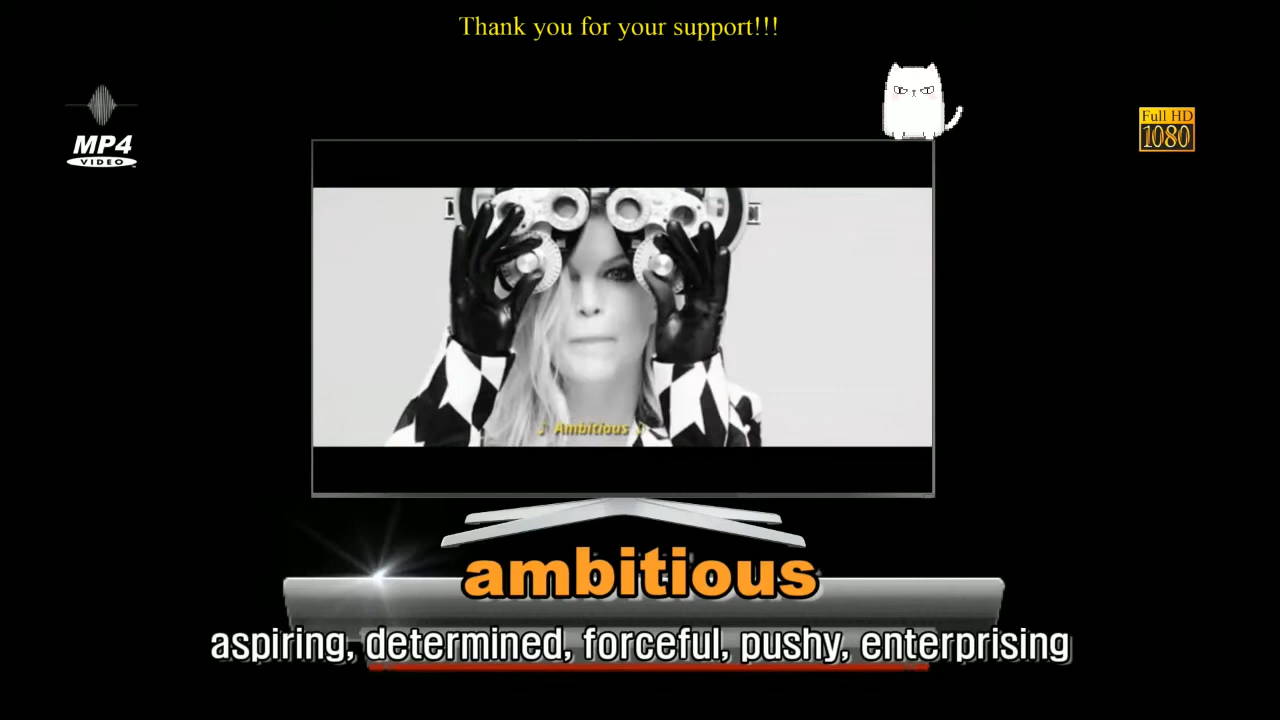 Thank you for your support!!!
MP4
VIDEO
Full HD
1080
♪ Ambitious ♪
ambitious
aspiring, determined, forceful, pushy, enterprising